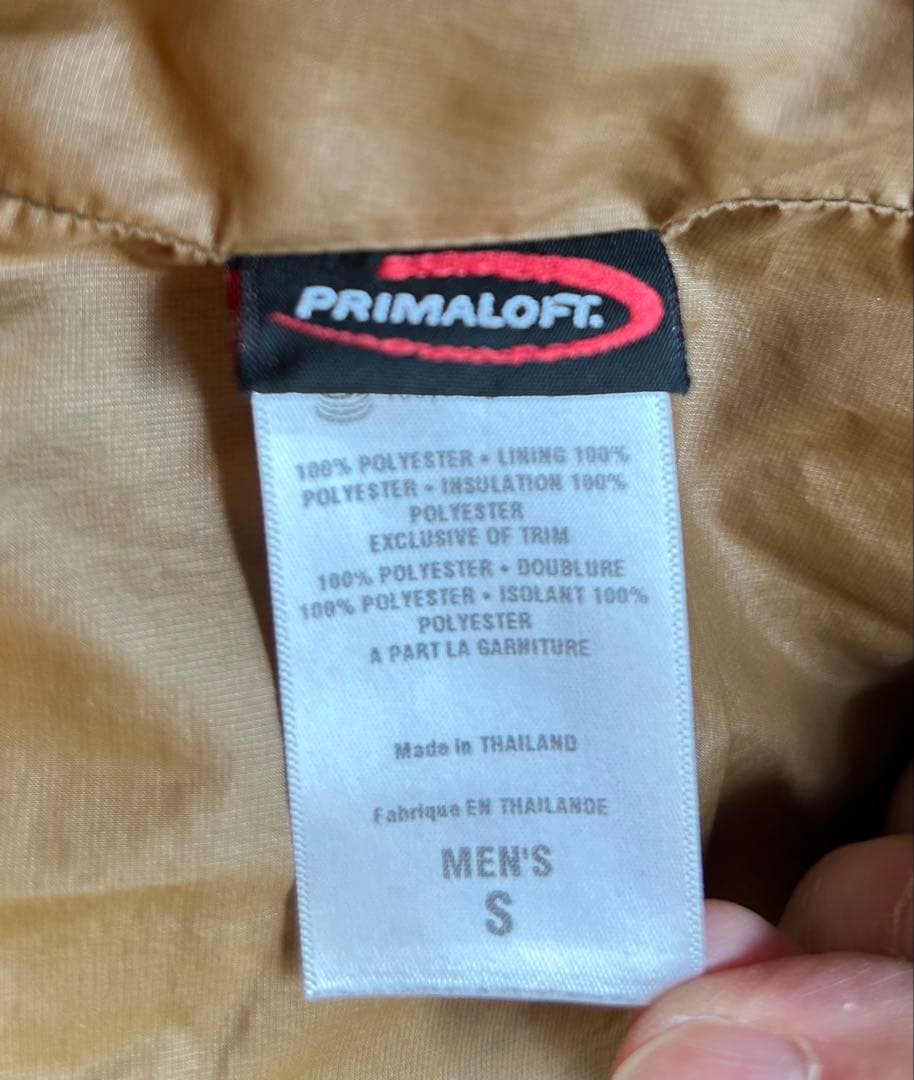 PRIMALOFT.
100% POLYESTER • LINING 100%
POLYESTER • INSULATION 100%
POLYESTER
EXCLUSIVE OF TRIM
100% POLYESTER • DOUBLURE
100% POLYESTER • ISOLANT 100%
POLYESTER
A PART LA GARNITURE
Made in THAILAND
Fabrique EN THAILANDE
MEN'S
S